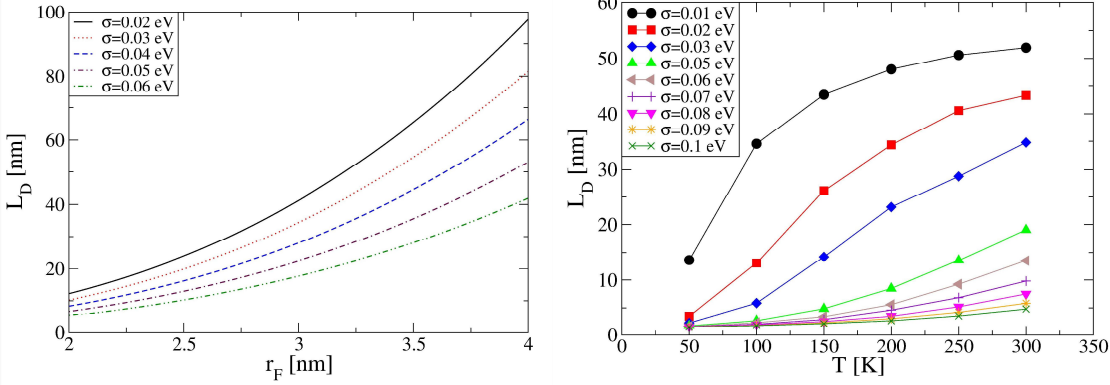 100
80
60
40
20
0
L_D [nm]
σ=0.02 eV
σ=0.03 eV
σ=0.04 eV
σ=0.05 eV
σ=0.06 eV
2
2.5
3
3.5
4
r_F [nm]
60
50
40
30
20
10
0
L_D [nm]
σ=0.01 eV
σ=0.02 eV
σ=0.03 eV
σ=0.05 eV
σ=0.06 eV
σ=0.07 eV
σ=0.08 eV
σ=0.09 eV
σ=0.1 eV
0
50
100
150
200
250
300
350
T [K]